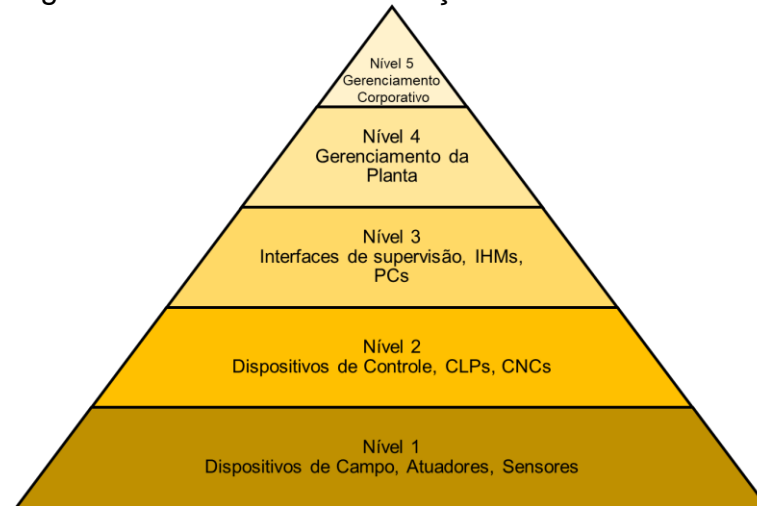 Nível 5
Gerenciamento
Corporativo
Nível 4
Gerenciamento da
Planta
Nível 3
Interfaces de supervisão, IHMs,
PCs
Nível 2
Dispositivos de Controle, CLPs, CNCs
Nível 1
Dispositivos de Campo, Atuadores, Sensores